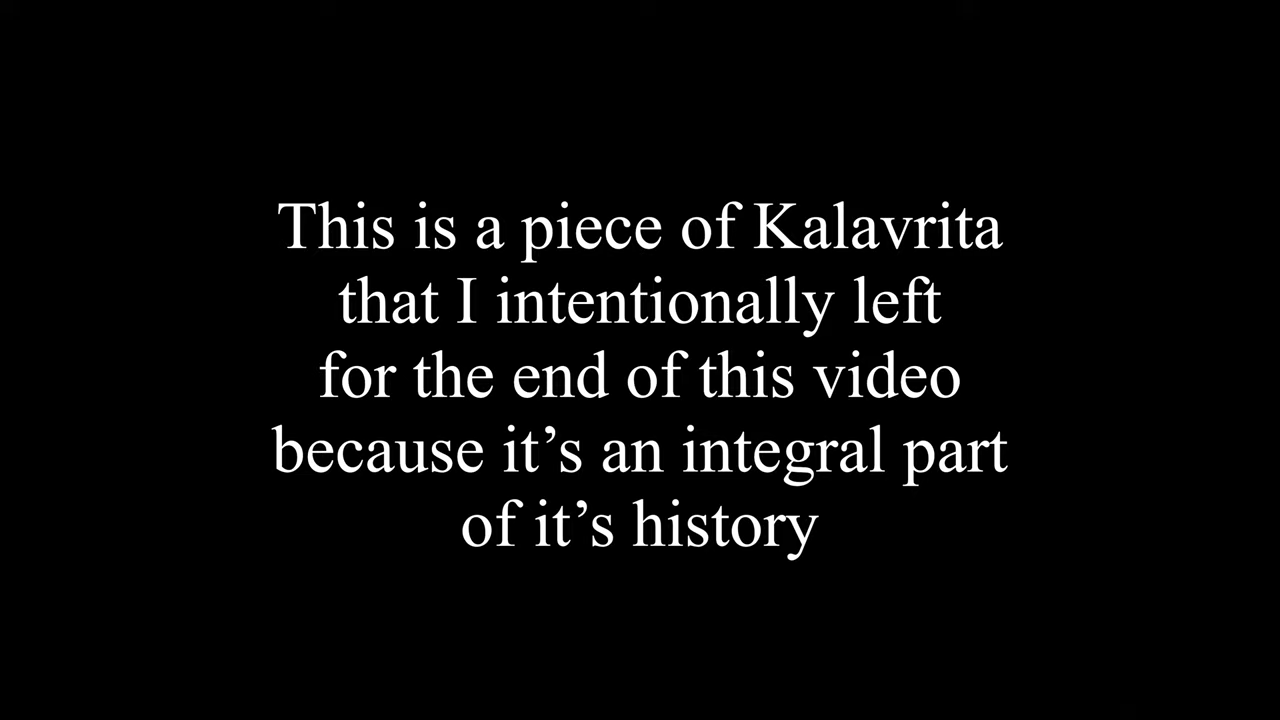 This is a piece of Kalavrita
that I intentionally left
for the end of this video
because it’s an integral part
of it’s history